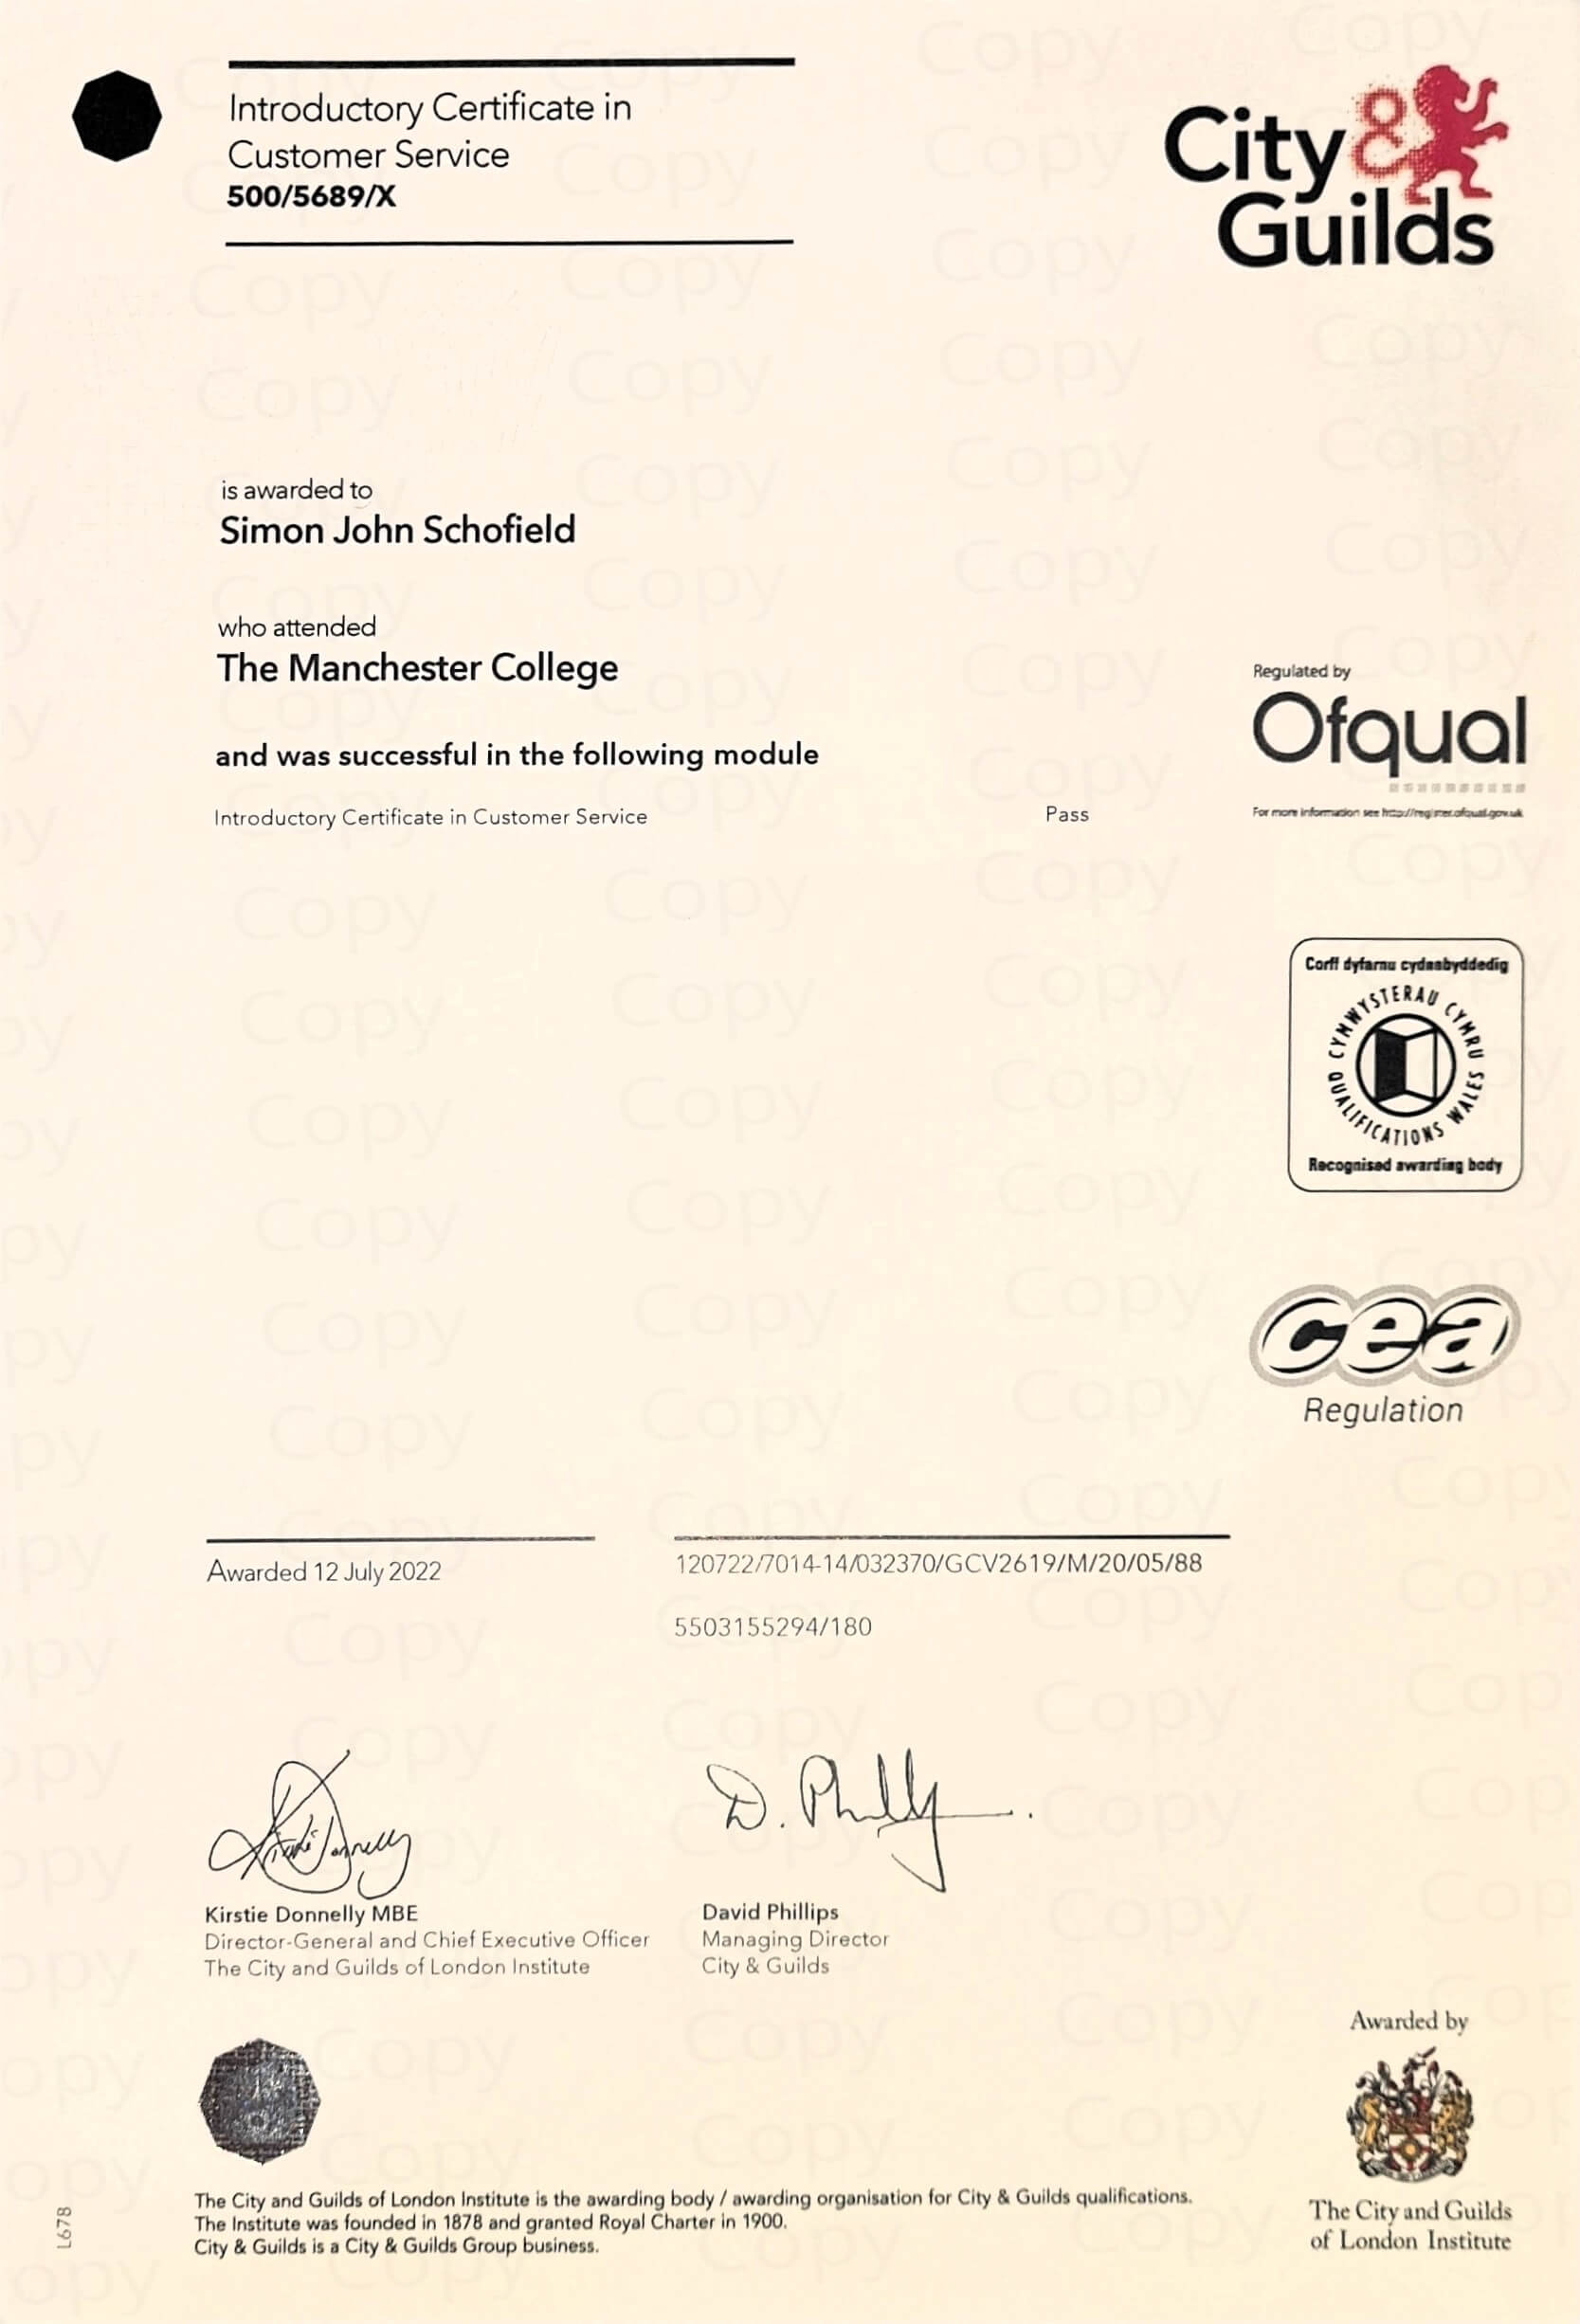 Introductory Certificate in
Customer Service
500/5689/X
City&
Guilds
is awarded to
Simon John Schofield
who attended
The Manchester College
and was successful in the following module
Introductory Certificate in Customer Service Pass
Regulated by
Ofqual
For more information see http://register.ofqual.gov.uk
Corff dyfarnu cydnabyddedig
CYMWYSTERAU CYMRU
QUALIFICATIONS WALES
Recognised awarding body
cea
Regulation
Awarded 12 July 2022
120722/7014-14/032370/GCV2619/M/20/05/88
5503155294/180
Kirstie Donnelly
D. Phillips
Kirstie Donnelly MBE
Director-General and Chief Executive Officer
The City and Guilds of London Institute
David Phillips
Managing Director
City & Guilds
Awarded by
The City and Guilds
of London Institute
The City and Guilds of London Institute is the awarding body / awarding organisation for City & Guilds qualifications.
The Institute was founded in 1878 and granted Royal Charter in 1900.
City & Guilds is a City & Guilds Group business.
L678
Copy